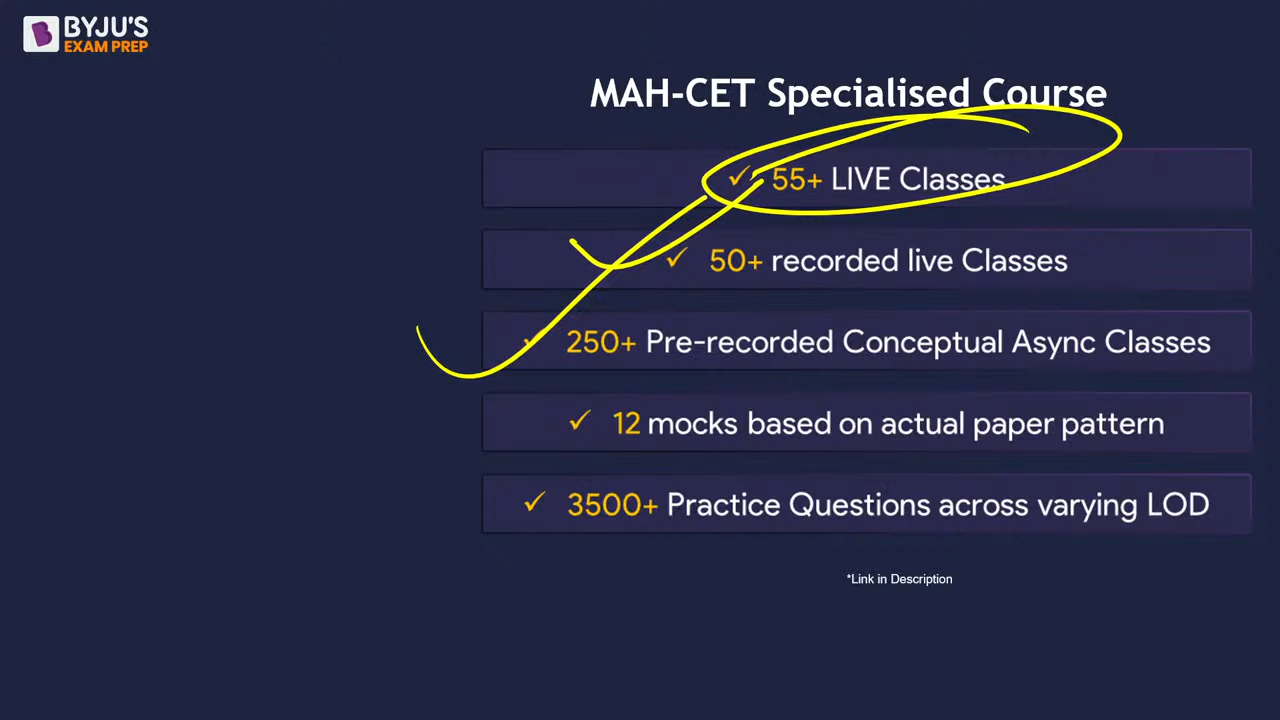 BYJU'S
EXAM PREP
MAH-CET Specialised Course
✓ 55+ LIVE Classes
✓ 50+ recorded live Classes
✓ 250+ Pre-recorded Conceptual Async Classes
✓ 12 mocks based on actual paper pattern
✓ 3500+ Practice Questions across varying LOD
*Link in Description